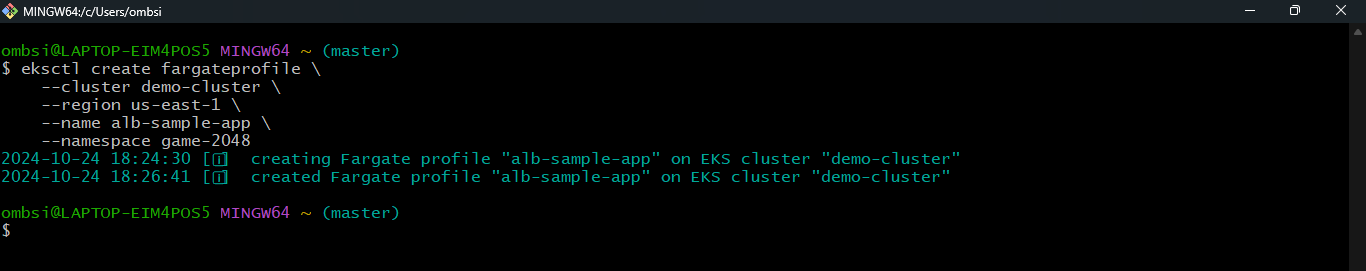 MINGW64:/c/Users/ombsi
ombsi@LAPTOP-EIM4POS5 MINGW64 ~ (master)
$ eksctl create fargateprofile \
    --cluster demo-cluster \
    --region us-east-1 \
    --name alb-sample-app \
    --namespace game-2048
2024-10-24 18:24:30 [ℹ]  creating Fargate profile "alb-sample-app" on EKS cluster "demo-cluster"
2024-10-24 18:26:41 [ℹ]  created Fargate profile "alb-sample-app" on EKS cluster "demo-cluster"
ombsi@LAPTOP-EIM4POS5 MINGW64 ~ (master)
$